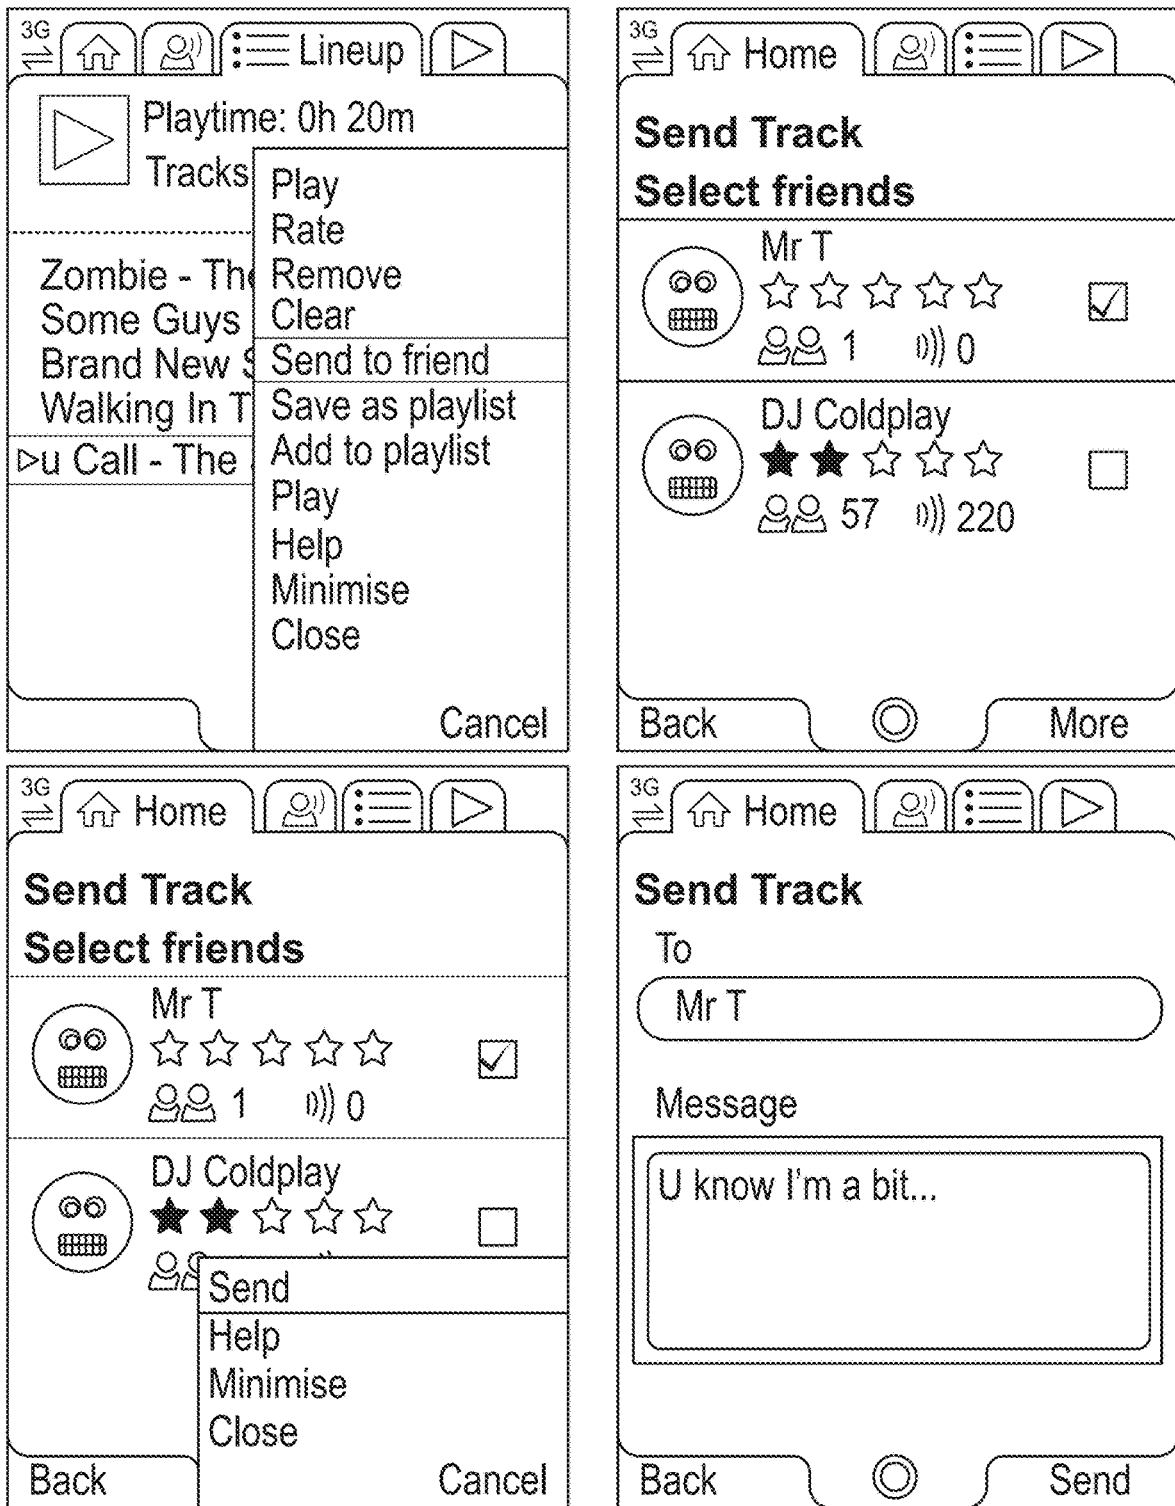 3G
Lineup
Playtime: 0h 20m
Tracks
Zombie - The
Some Guys
Brand New S
Walking In T
u Call - The
Play
Rate
Remove
Clear
Send to friend
Save as playlist
Add to playlist
Play
Help
Minimise
Close
Cancel
3G
Home
Send Track
Select friends
Mr T
1 0
DJ Coldplay
57 220
Back More
3G
Home
Send Track
Select friends
Mr T
1 0
DJ Coldplay
Send
Help
Minimise
Close
Back Cancel
3G
Home
Send Track
To
Mr T
Message
U know I'm a bit...
Back Send